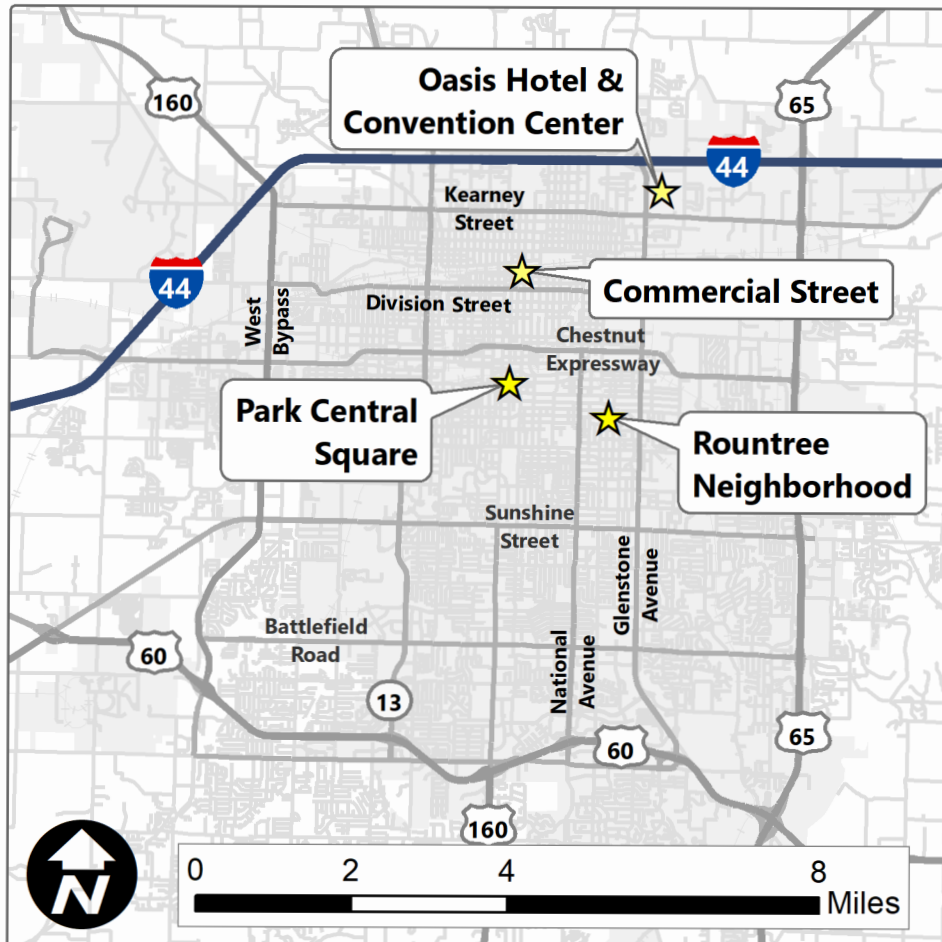 160
Oasis Hotel &
Convention Center
65
44
Kearney
Street
44
Commercial Street
West
Bypass
Division Street
Chestnut
Expressway
Park Central
Square
Rountree
Neighborhood
Sunshine
Street
Glenstone
Avenue
Battlefield
Road
National
Avenue
60
13
60
65
160
N
0 2 4 8
Miles